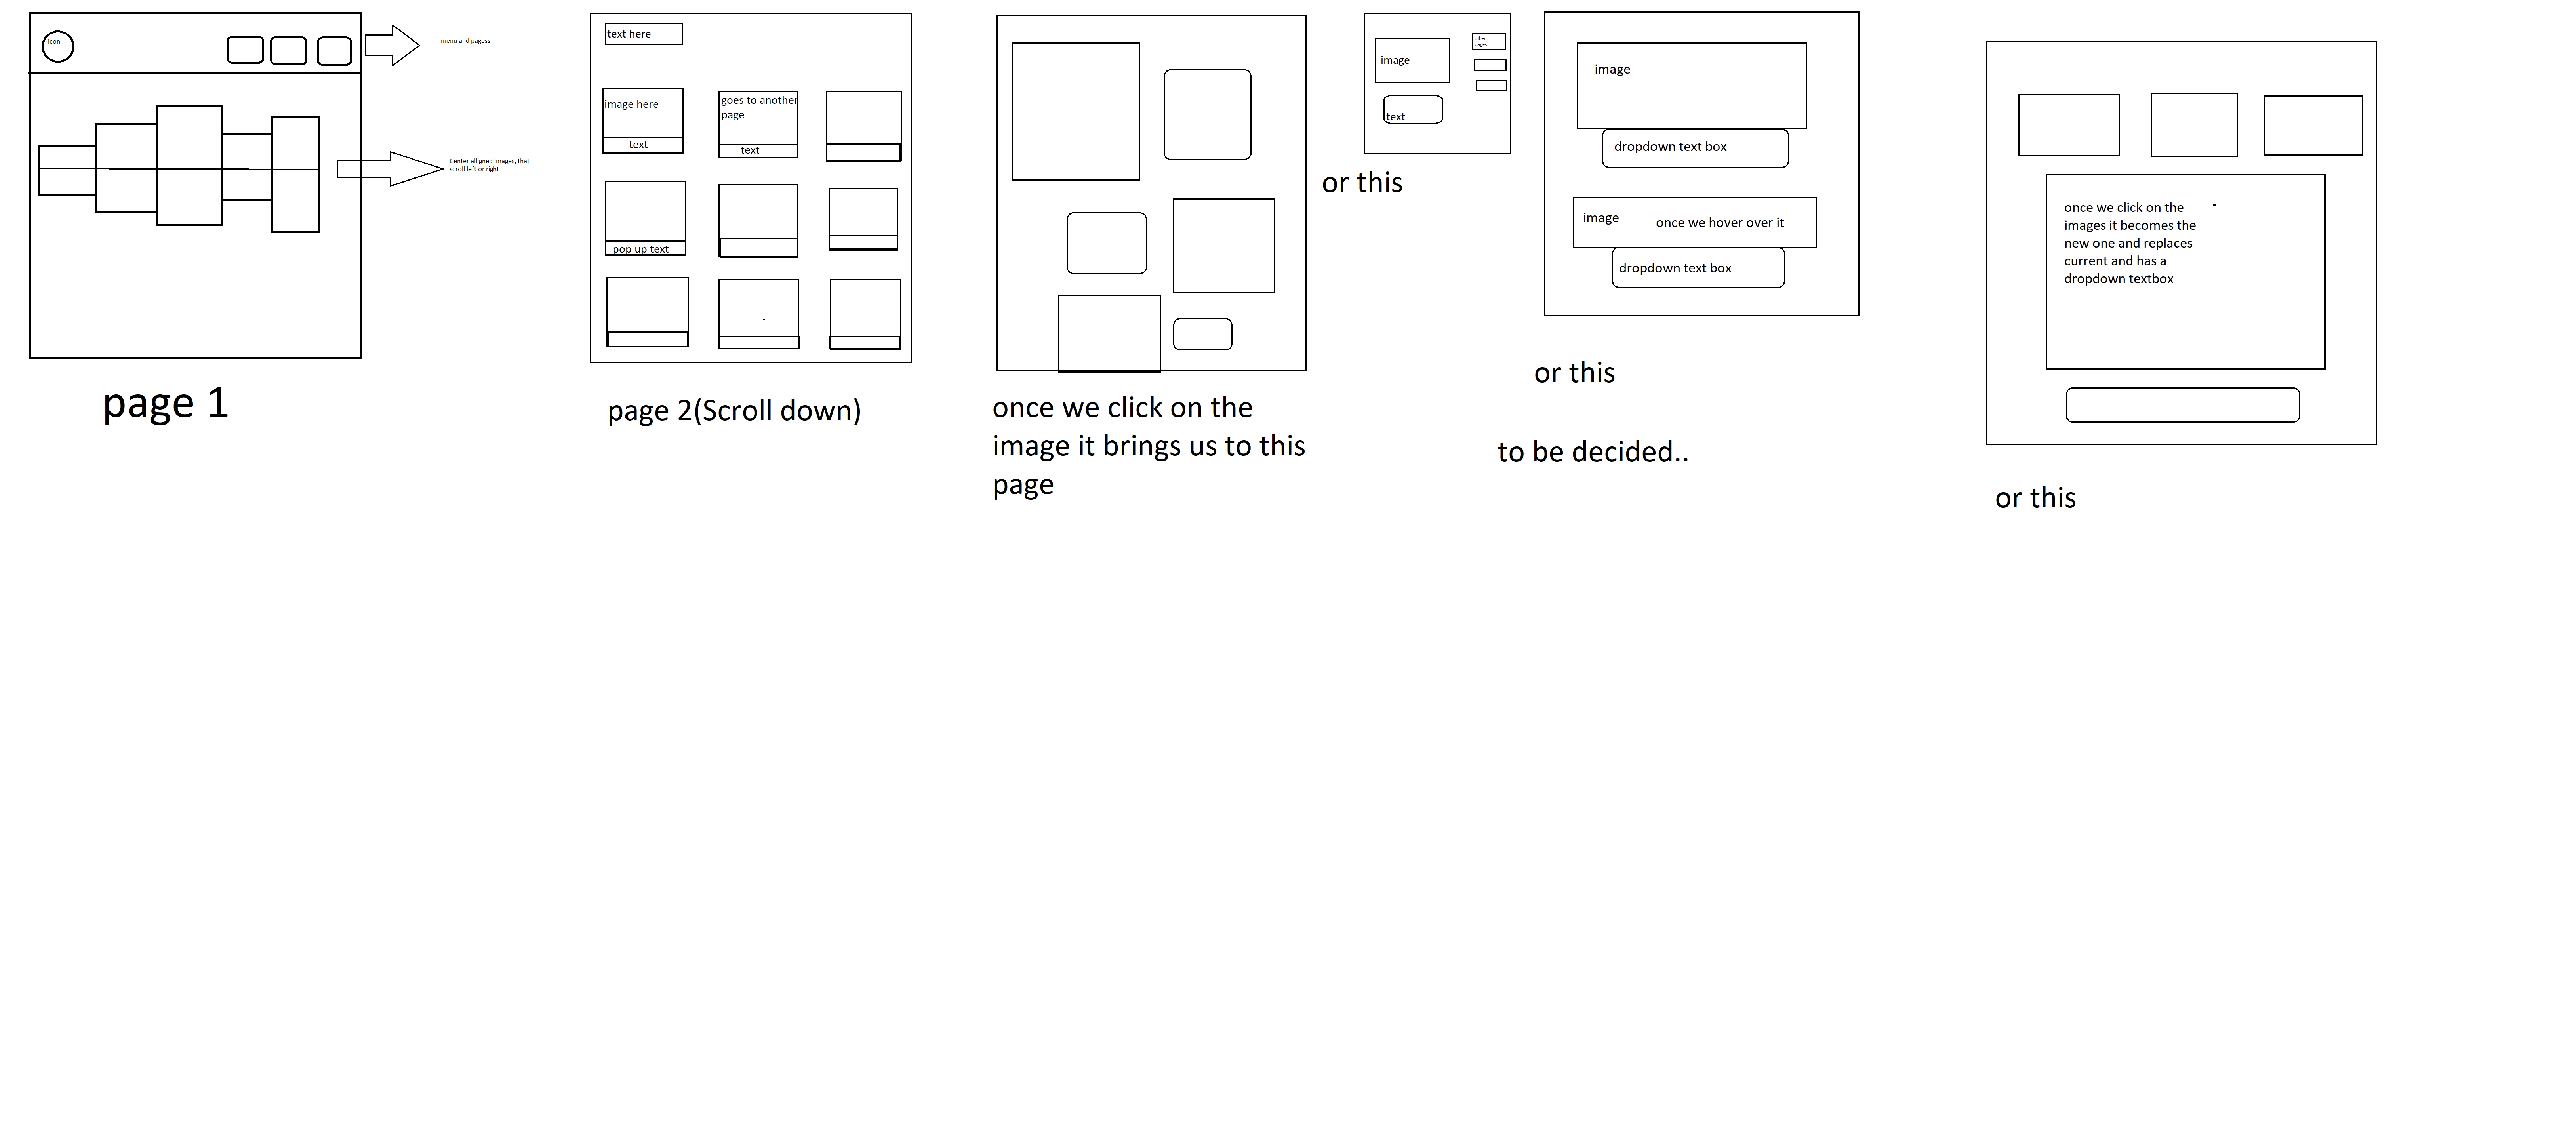 icon
menu and pagess
Center alligned images, that
scroll left or right
page 1
text here
image here
goes to another
page
text
text
pop up text
page 2(Scroll down)
once we click on the
image it brings us to this
page
image
other
pages
text
or this
image
dropdown text box
image
once we hover over it
dropdown text box
or this
to be decided..
once we click on the
images it becomes the
new one and replaces
current and has a
dropdown textbox
or this